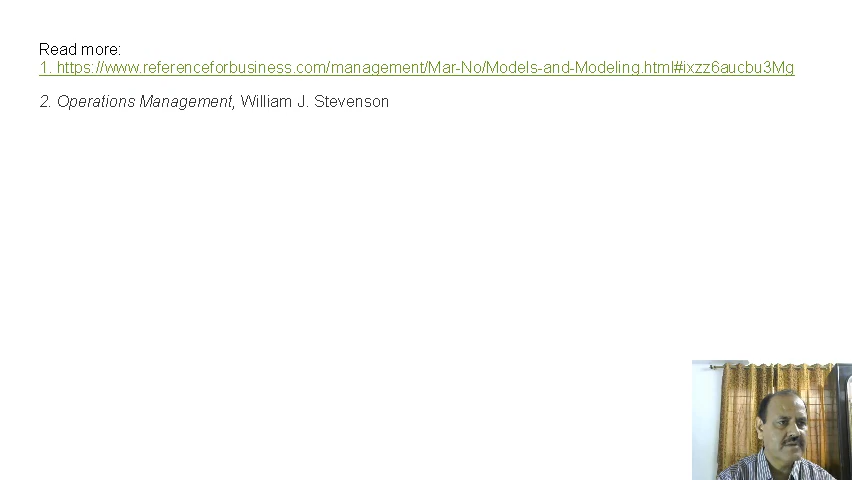 Read more:
1. https://www.referenceforbusiness.com/management/Mar-No/Models-and-Modeling.html#ixzz6aucbu3Mg
2. Operations Management, William J. Stevenson